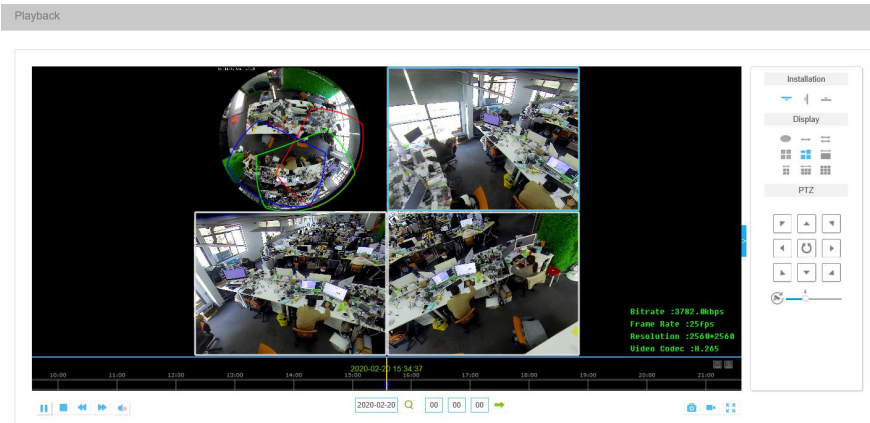 Playback
Installation
Display
PTZ
4
Bitrate :3782.0kbps
Frame Rate :25fps
Resolution :2560*2560
Video Codec :H.265
2020-02-20 15:34:37
10:00 11:00 12:00 13:00 14:00 15:00 16:00 17:00 18:00 19:00 20:00 21:00
2020-02-20 00 00 00